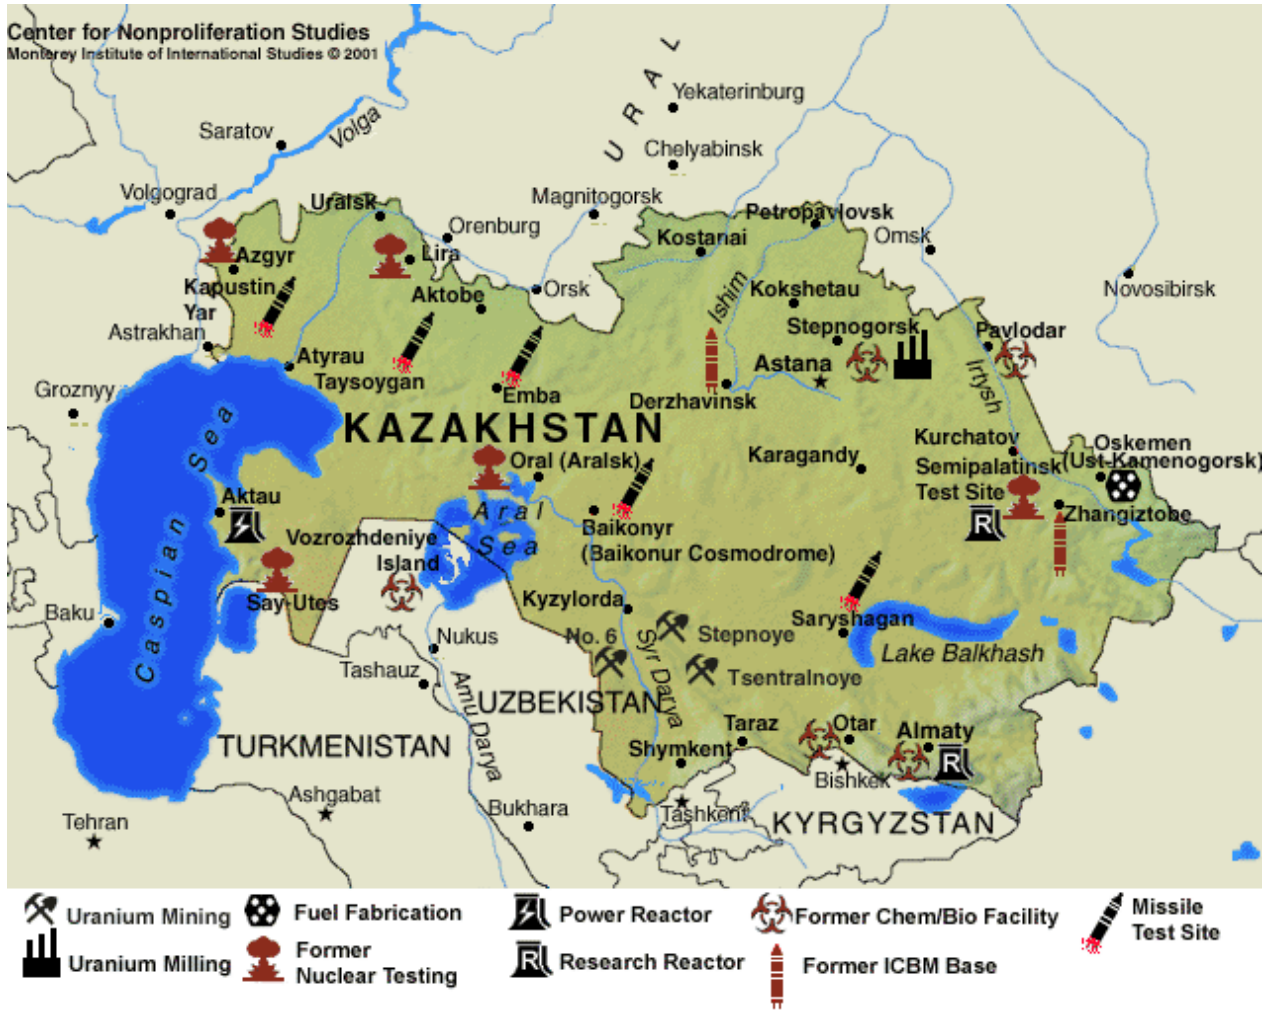 Center for Nonproliferation Studies
Monterey Institute of International Studies © 2001
URAL
Yekaterinburg
Volga
Saratov
Chelyabinsk
Volgograd
Uralsk
Magnitogorsk
Orenburg
Petropavlovsk
Kostanai
Omsk
Azgyr
Lira
Kapustin
Yar
Aktobe
Orsk
Ishim
Kokshetau
Novosibirsk
Astrakhan
Stepnogorsk
Pavlodar
Atyrau
Taysoygan
Astana
Irtysh
Groznyy
Emba
Derzhavinsk
KAZAKHSTAN
Caspian Sea
Kurchatov
Oskemen
(Ust-Kamenogorsk)
Oral (Aralsk)
Karagandy
Semipalatinsk
Test Site
Aktau
Aral
Sea
Zhangiztobe
Baikonyr
(Baikonur Cosmodrome)
Vozrozhdeniye
Island
Say-Utes
Baku
Kyzylorda
Saryshagan
Nukus
No. 6
Stepnoye
Syr Darya
Lake Balkhash
Tashauz
Tsentralnoye
Amu Darya
UZBEKISTAN
TURKMENISTAN
Taraz
Otar
Almaty
Shymkent
Bishkek
Ashgabat
Bukhara
Tashkent
KYRGYZSTAN
Tehran
R
R
Uranium Mining
Fuel Fabrication
Power Reactor
Former Chem/Bio Facility
Missile
Test Site
Uranium Milling
Former
Nuclear Testing
R
Research Reactor
Former ICBM Base